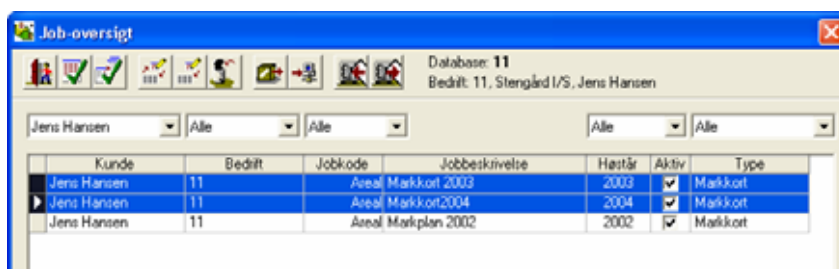 Job-oversigt
Database: 11
Bedrift: 11, Stengård I/S, Jens Hansen
Jens Hansen Alle Alle Alle Alle
Kunde Bedrift Jobkode Jobbeskrivelse Høstår Aktiv Type
Jens Hansen 11 Areal Markkort 2003 2003 Markkort
Jens Hansen 11 Areal Markkort2004 2004 Markkort
Jens Hansen 11 Areal Markplan 2002 2002 Markkort